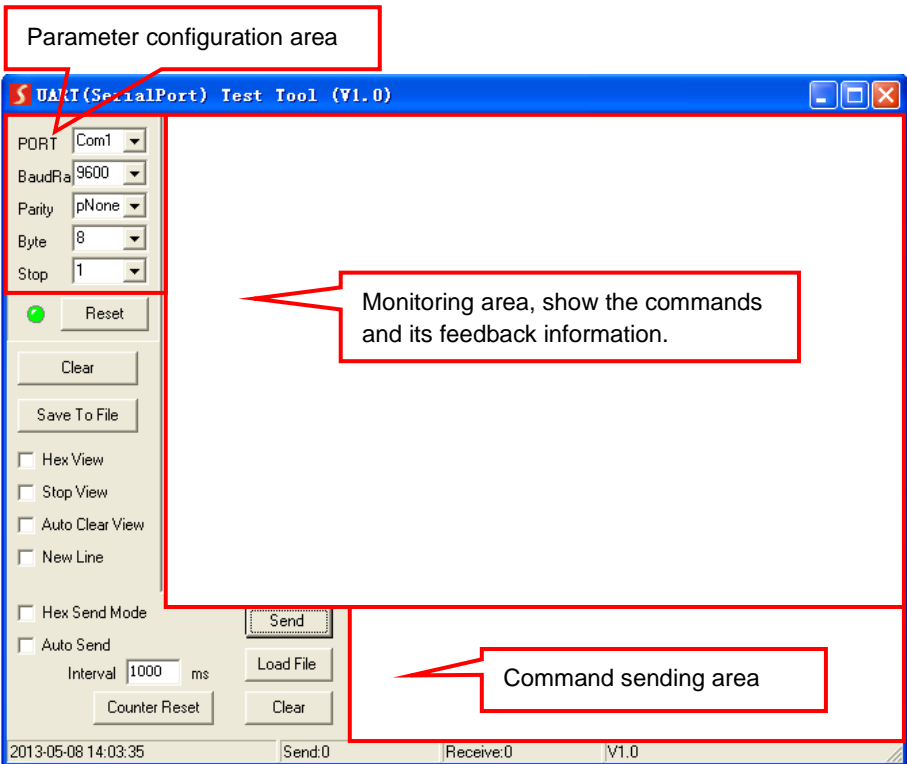 Parameter configuration area
UART(SerialPort) Test Tool (V1.0)
PORT Com1
BaudRa 9600
Parity pNone
Byte 8
Stop 1
Reset
Monitoring area, show the commands
and its feedback information.
Clear
Save To File
Hex View
Stop View
Auto Clear View
New Line
Hex Send Mode
Send
Auto Send
Interval 1000 ms
Load File
Command sending area
Counter Reset
Clear
2013-05-08 14:03:35 Send:0 Receive:0 V1.0